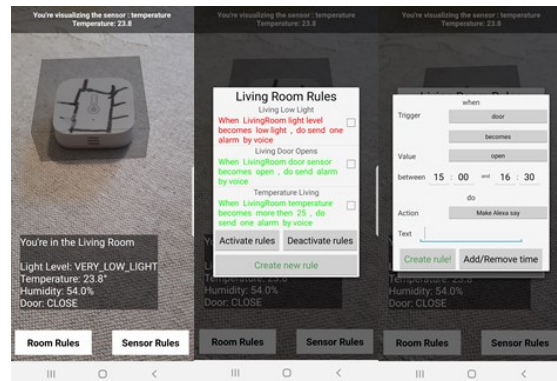 You're visualizing the sensor : temperature
Temperature: 23.8
You're in the Living Room
Light Level: VERY_LOW_LIGHT
Temperature: 23.8°
Humidity: 54.0%
Door: CLOSE
Room Rules
Sensor Rules
You're visualizing the sensor : temperature
Temperature: 23.8
Living Room Rules
Living Low Light
When LivingRoom light level
becomes low light , do send one
alarm by voice
Living Door Opens
When LivingRoom door sensor
becomes open , do send alarm
by voice
Temperature Living
When LivingRoom temperature
becomes more then 25 , do
send one alarm by voice
Activate rules
Deactivate rules
Create new rule
Humidity: 54.0%
Door: CLOSE
Room Rules
Sensor Rules
You're visualizing the sensor : temperature
Temperature: 23.8
when
Trigger
door
becomes
Value
open
between 15 : 00 and 16 : 30
do
Action
Make Alexa say
Text
Create rule!
Add/Remove time
Temperature: 23.8°
Humidity: 54.0%
Door: CLOSE
Room Rules
Sensor Rules